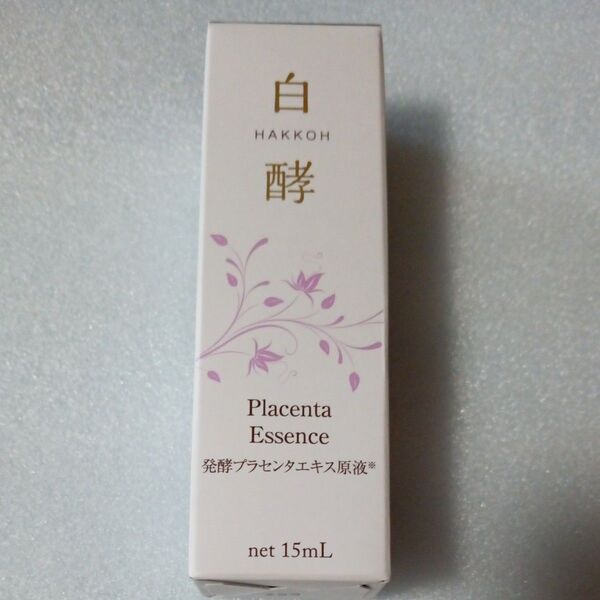 白
HAKKOH
酵
Placenta
Essence
発酵プラセンタエキス原液※
net 15mL